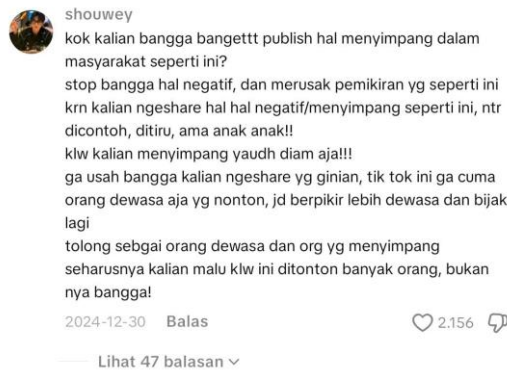 shouwey
kok kalian bangga bangettt publish hal menyimpang dalam
masyarakat seperti ini?
stop bangga hal negatif, dan merusak pemikiran yg seperti ini
krn kalian ngeshare hal hal negatif/menyimpang seperti ini, ntr
dicontoh, ditiru, ama anak anak!!
klw kalian menyimpang yaudh diam aja!!!
ga usah bangga kalian ngeshare yg ginian, tik tok ini ga cuma
orang dewasa aja yg nonton, jd berpikir lebih dewasa dan bijak
lagi
tolong sebgai orang dewasa dan org yg menyimpang
seharusnya kalian malu klw ini ditonton banyak orang, bukan
nya bangga!
2024-12-30 Balas 2.156
Lihat 47 balasan